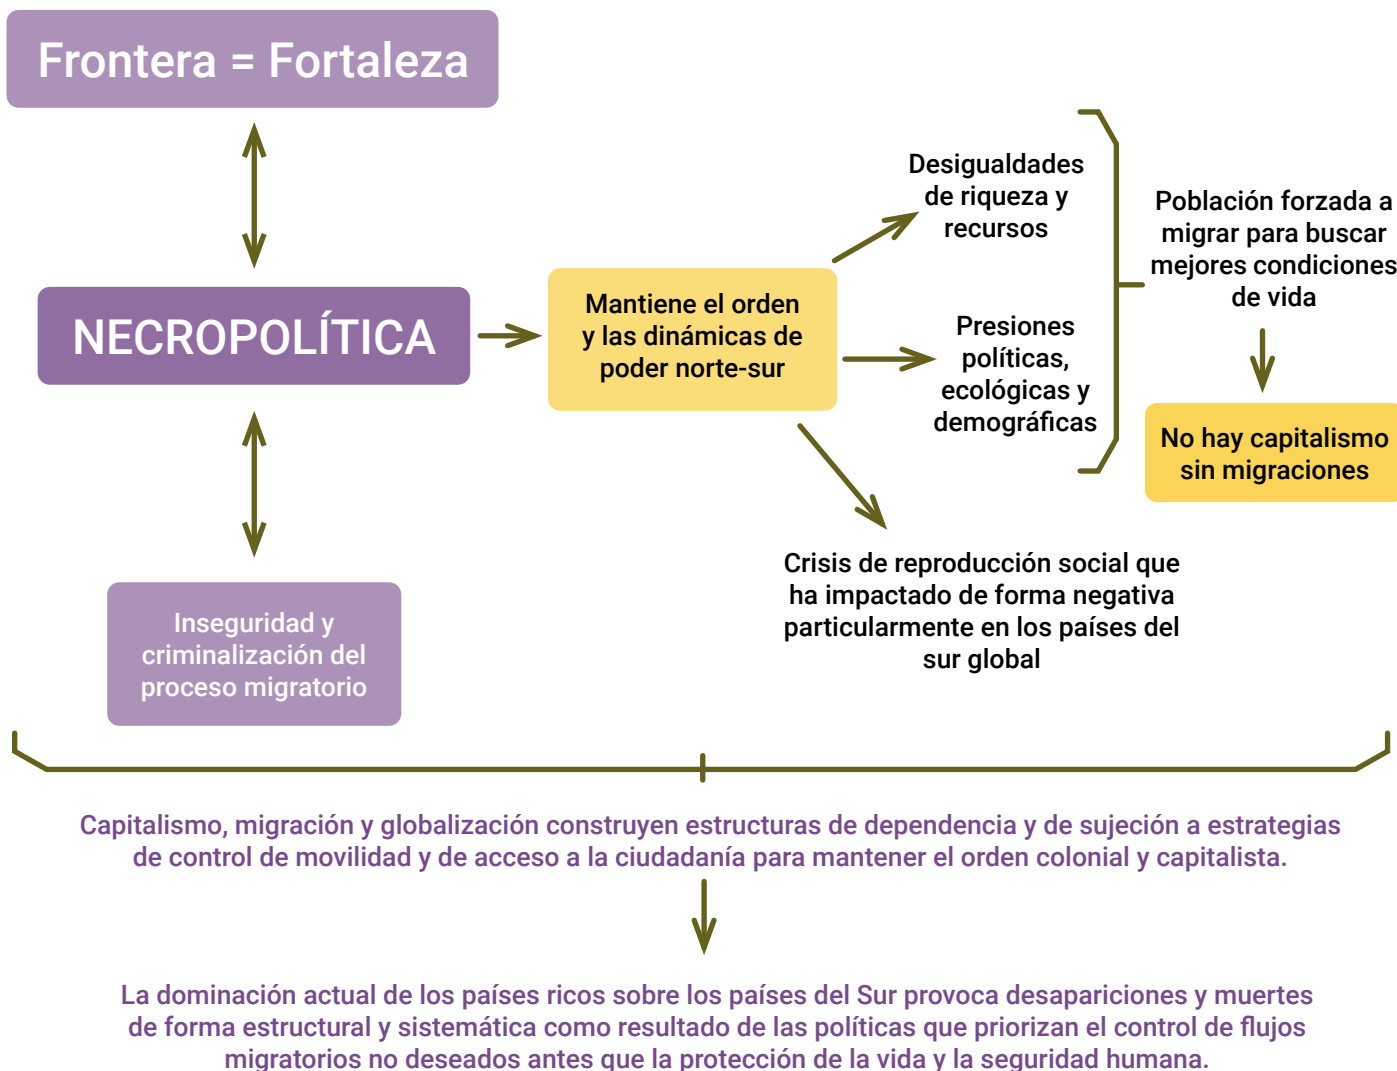 Frontera = Fortaleza
NECROPOLÍTICA
Inseguridad y
criminalización del
proceso migratorio
Mantiene el orden
y las dinámicas de
poder norte-sur
Desigualdades
de riqueza y
recursos
Presiones
políticas,
ecológicas y
demográficas
Población forzada a
migrar para buscar
mejores condiciones
de vida
No hay capitalismo
sin migraciones
Crisis de reproducción social que
ha impactado de forma negativa
particularmente en los países del
sur global
Capitalismo, migración y globalización construyen estructuras de dependencia y de sujeción a estrategias
de control de movilidad y de acceso a la ciudadanía para mantener el orden colonial y capitalista.
La dominación actual de los países ricos sobre los países del Sur provoca desapariciones y muertes
de forma estructural y sistemática como resultado de las políticas que priorizan el control de flujos
migratorios no deseados antes que la protección de la vida y la seguridad humana.